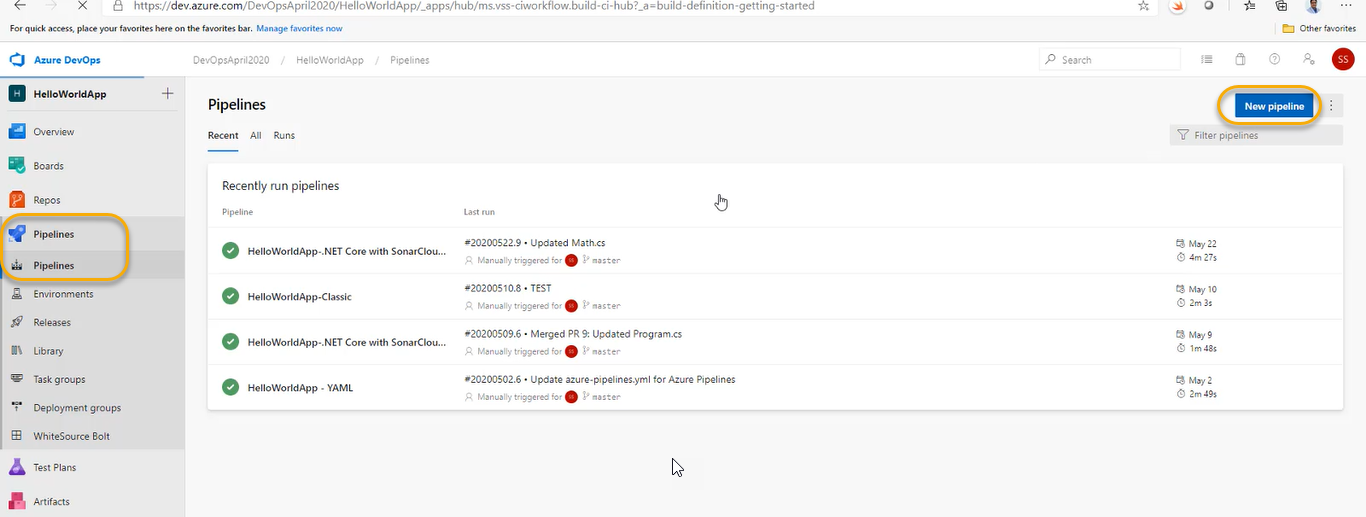 https://dev.azure.com/DevOpsApril2020/HelloWorldApp/_apps/hub/ms.vss-ciworkflow.build-ci-hub?_a=build-definition-getting-started
For quick access, place your favorites here on the favorites bar. Manage favorites now
Other favorites
Azure DevOps
DevOpsApril2020 / HelloWorldApp / Pipelines
Search
SS
H HelloWorldApp
Overview
Boards
Repos
Pipelines
Pipelines
Environments
Releases
Library
Task groups
Deployment groups
WhiteSource Bolt
Test Plans
Artifacts
Pipelines
New pipeline
Recent All Runs
Filter pipelines
Recently run pipelines
Pipeline Last run
HelloWorldApp-.NET Core with SonarClou... #20200522.9 • Updated Math.cs May 22
Manually triggered for SS master 4m 27s
HelloWorldApp-Classic #20200510.8 • TEST May 10
Manually triggered for SS master 2m 3s
HelloWorldApp-.NET Core with SonarClou... #20200509.6 • Merged PR 9: Updated Program.cs May 9
Manually triggered for SS master 1m 48s
HelloWorldApp - YAML #20200502.6 • Update azure-pipelines.yml for Azure Pipelines May 2
Manually triggered for SS master 2m 49s